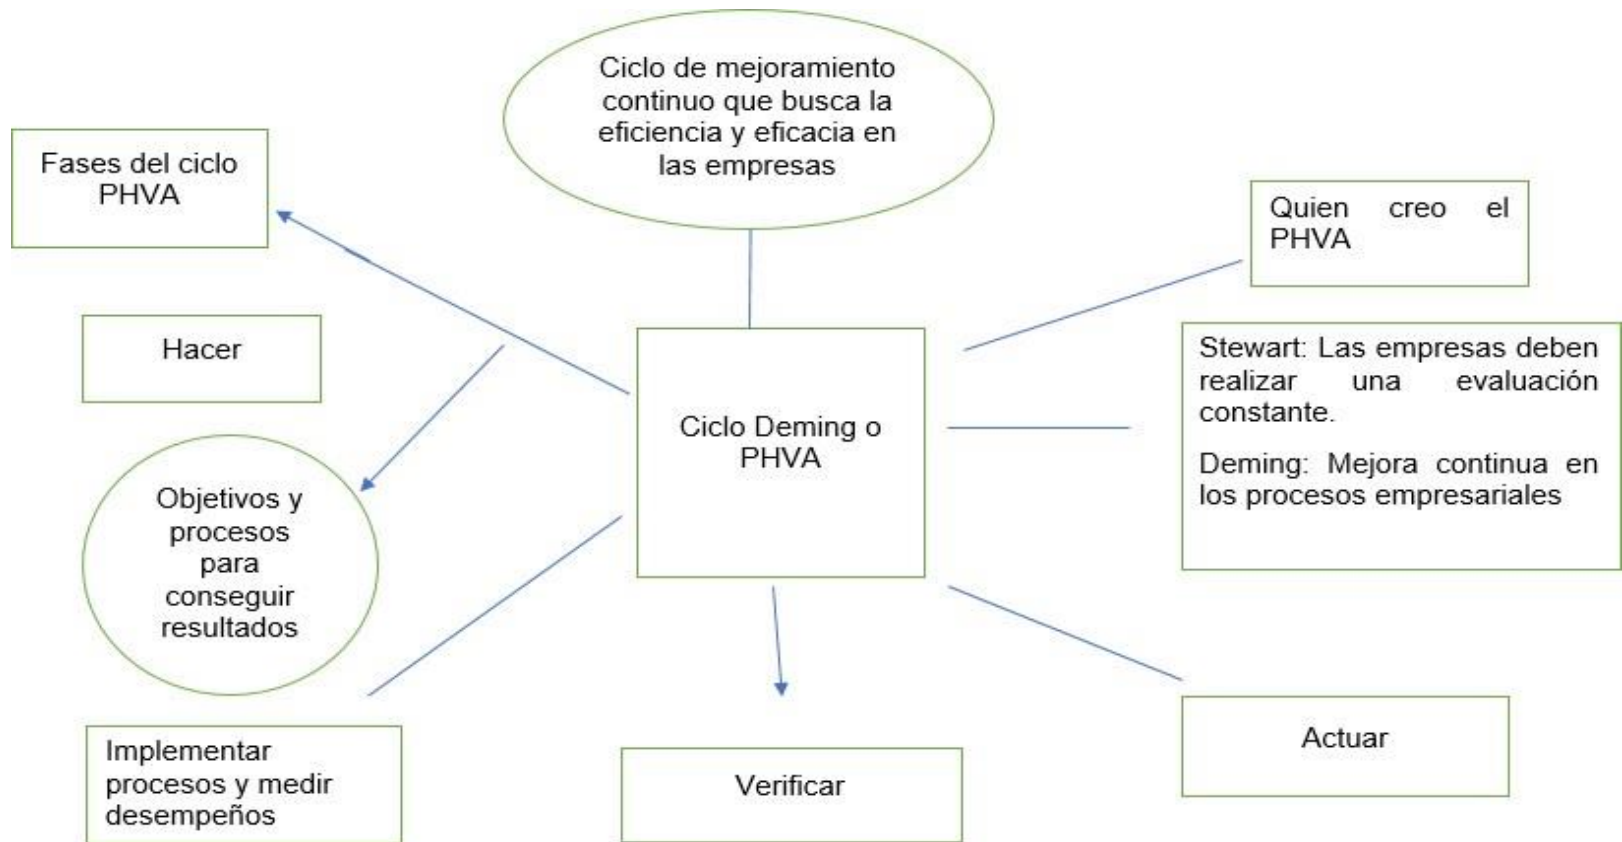 Ciclo de mejoramiento
continuo que busca la
eficiencia y eficacia en
las empresas
Fases del ciclo
PHVA
Quien creo el
PHVA
Hacer
Stewart: Las empresas deben
realizar una evaluación
constante.
Deming: Mejora continua en
los procesos empresariales
Ciclo Deming o
PHVA
Objetivos y
procesos
para
conseguir
resultados
Implementar
procesos y medir
desempeños
Verificar
Actuar